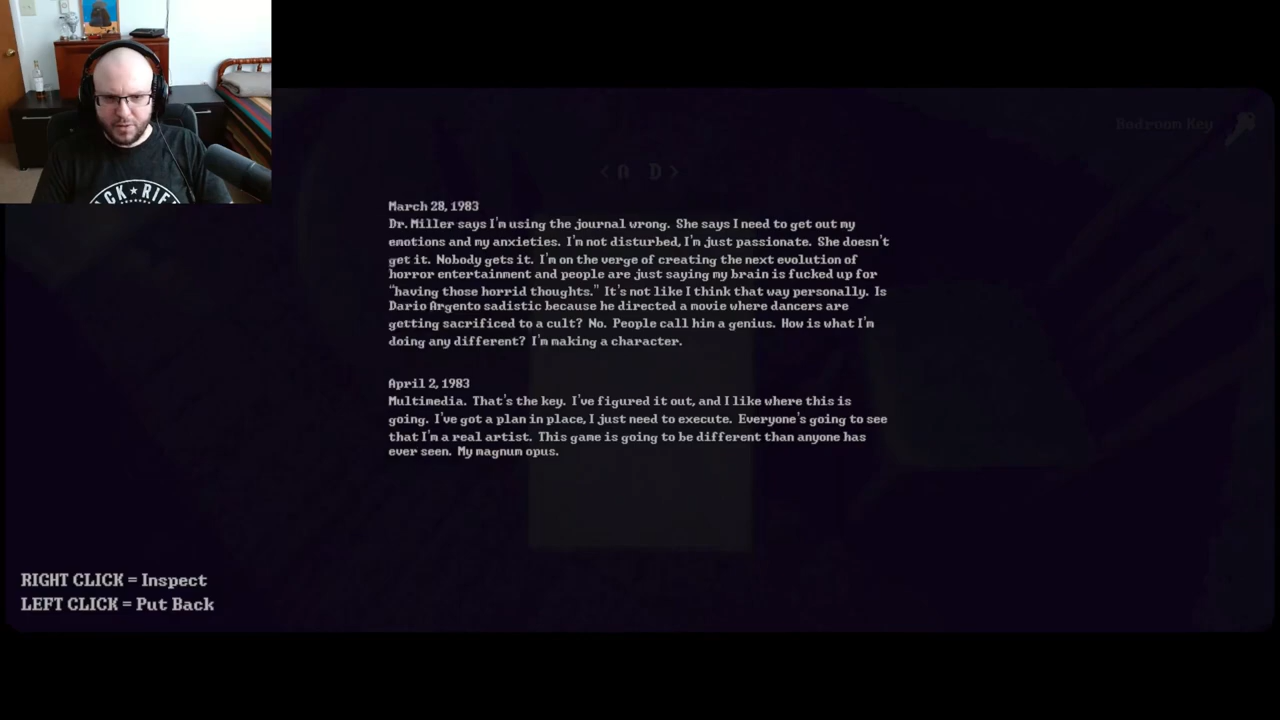 Bedroom Key
< A D >
March 28, 1983
Dr. Miller says I'm using the journal wrong. She says I need to get out my
emotions and my anxieties. I'm not disturbed, I'm just passionate. She doesn't
get it. Nobody gets it. I'm on the verge of creating the next evolution of
horror entertainment and people are just saying my brain is fucked up for
"having those horrid thoughts." It's not like I think that way personally. Is
Dario Argento sadistic because he directed a movie where dancers are
getting sacrificed to a cult? No. People call him a genius. How is what I'm
doing any different? I'm making a character.
April 2, 1983
Multimedia. That's the key. I've figured it out, and I like where this is
going. I've got a plan in place, I just need to execute. Everyone's going to see
that I'm a real artist. This game is going to be different than anyone has
ever seen. My magnum opus.
RIGHT CLICK = Inspect
LEFT CLICK = Put Back